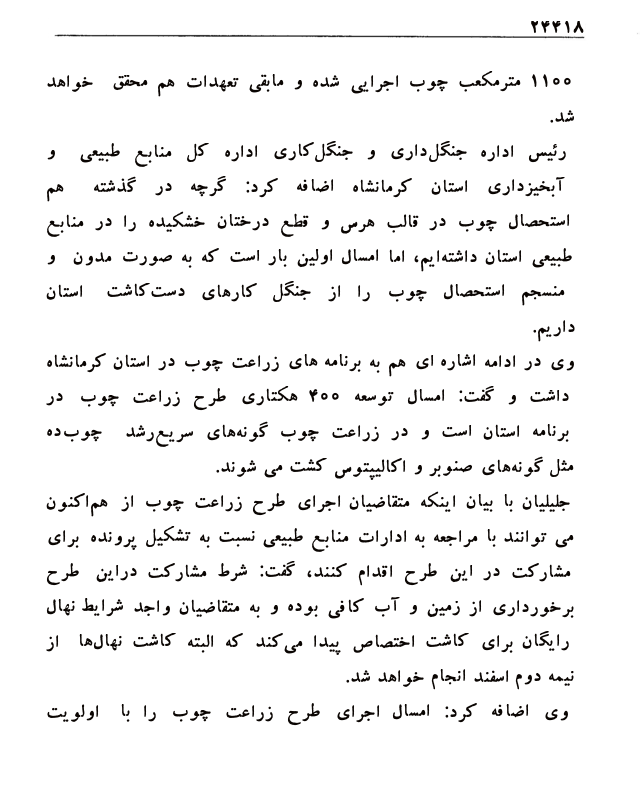 ۲۴۴۱۸
۱۱۰۰ مترمکعب چوب اجرایی شده و مابقی تعهدات هم محقق خواهد
شد.
رئیس اداره جنگل‌داری و جنگل‌کاری اداره کل منابع طبیعی و
آبخیزداری استان کرمانشاه اضافه کرد: گرچه در گذشته هم
استحصال چوب در قالب هرس و قطع درختان خشکیده را در منابع
طبیعی استان داشته‌ایم، اما امسال اولین بار است که به صورت مدون و
منسجم استحصال چوب را از جنگل کارهای دست‌کاشت استان
داریم.
وی در ادامه اشاره ای هم به برنامه های زراعت چوب در استان کرمانشاه
داشت و گفت: امسال توسعه ۴۰۰ هکتاری طرح زراعت چوب در
برنامه استان است و در زراعت چوب گونه‌های سریع‌رشد چوب‌ده
مثل گونه‌های صنوبر و اکالیپتوس کشت می شوند.
جلیلیان با بیان اینکه متقاضیان اجرای طرح زراعت چوب از هم‌اکنون
می توانند با مراجعه به ادارات منابع طبیعی نسبت به تشکیل پرونده برای
مشارکت در این طرح اقدام کنند، گفت: شرط مشارکت دراین طرح
برخورداری از زمین و آب کافی بوده و به متقاضیان واجد شرایط نهال
رایگان برای کاشت اختصاص پیدا می‌کند که البته کاشت نهال‌ها از
نیمه دوم اسفند انجام خواهد شد.
وی اضافه کرد: امسال اجرای طرح زراعت چوب را با اولویت